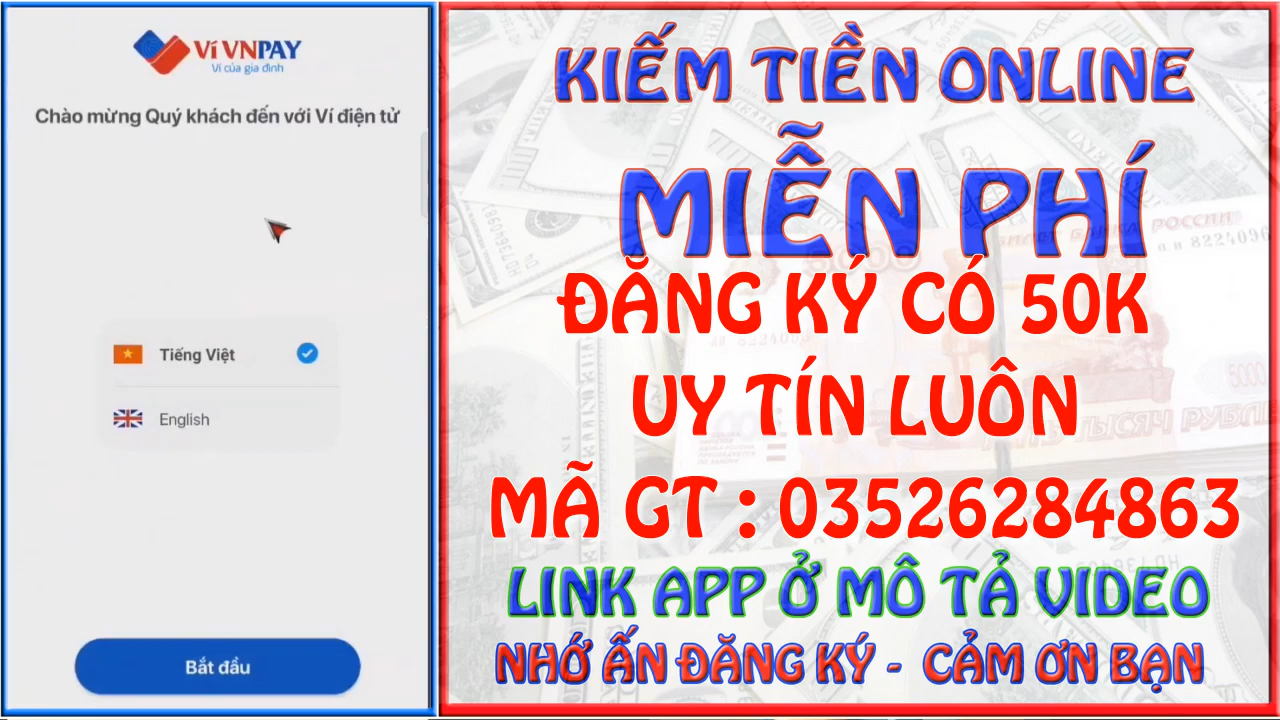 Ví VNPAY
Ví của gia đình
Chào mừng Quý khách đến với Ví điện tử
Tiếng Việt
English
Bắt đầu
KIẾM TIỀN ONLINE
MIỄN PHÍ
ĐĂNG KÝ CÓ 50K
UY TÍN LUÔN
MÃ GT : 03526284863
LINK APP Ở MÔ TẢ VIDEO
NHỚ ẤN ĐĂNG KÝ - CẢM ƠN BẠN